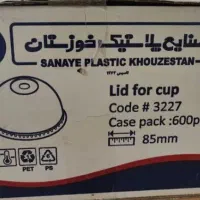 صنایع پلاستیک خوزستان
SANAYE PLASTIC KHOUZESTAN
Lid for cup
Code # 3227
Case pack :600p
85mm
PET PS